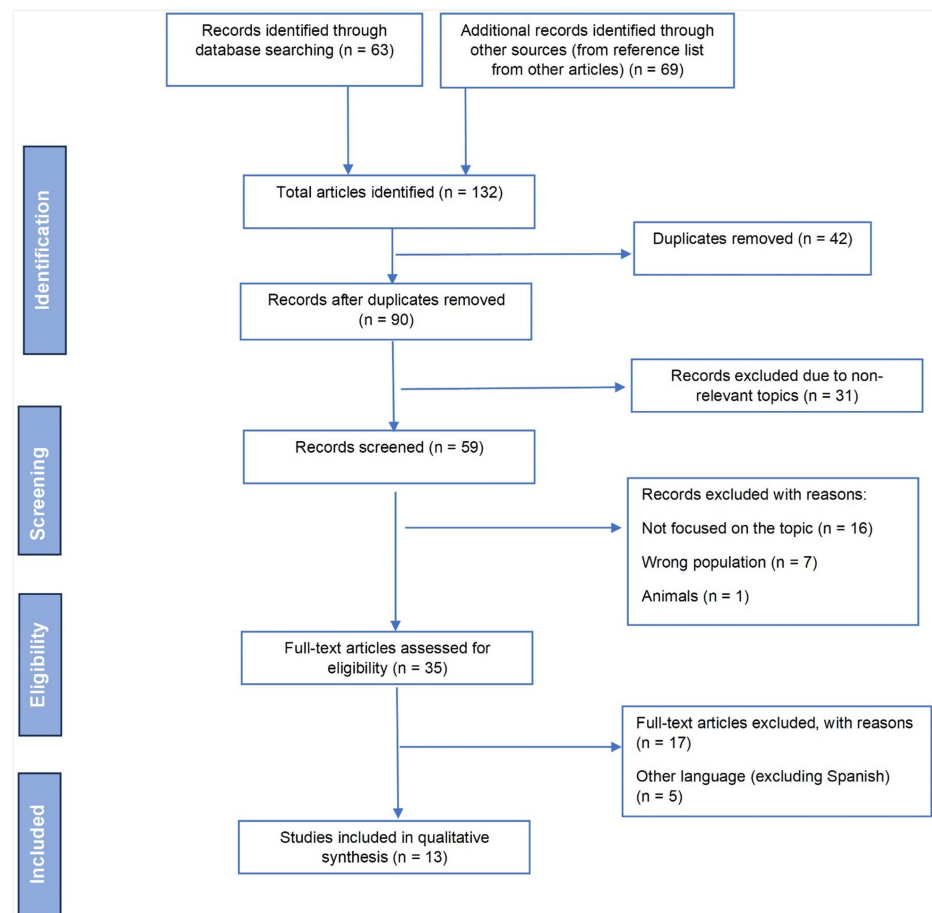 Records identified through
database searching (n = 63)
Additional records identified through
other sources (from reference list
from other articles) (n = 69)
Identification
Total articles identified (n = 132)
Duplicates removed (n = 42)
Records after duplicates removed
(n = 90)
Records excluded due to non-
relevant topics (n = 31)
Screening
Records screened (n = 59)
Records excluded with reasons:
Not focused on the topic (n = 16)
Wrong population (n = 7)
Animals (n = 1)
Eligibility
Full-text articles assessed for
eligibility (n = 35)
Full-text articles excluded, with reasons
(n = 17)
Other language (excluding Spanish)
(n = 5)
Included
Studies included in qualitative
synthesis (n = 13)